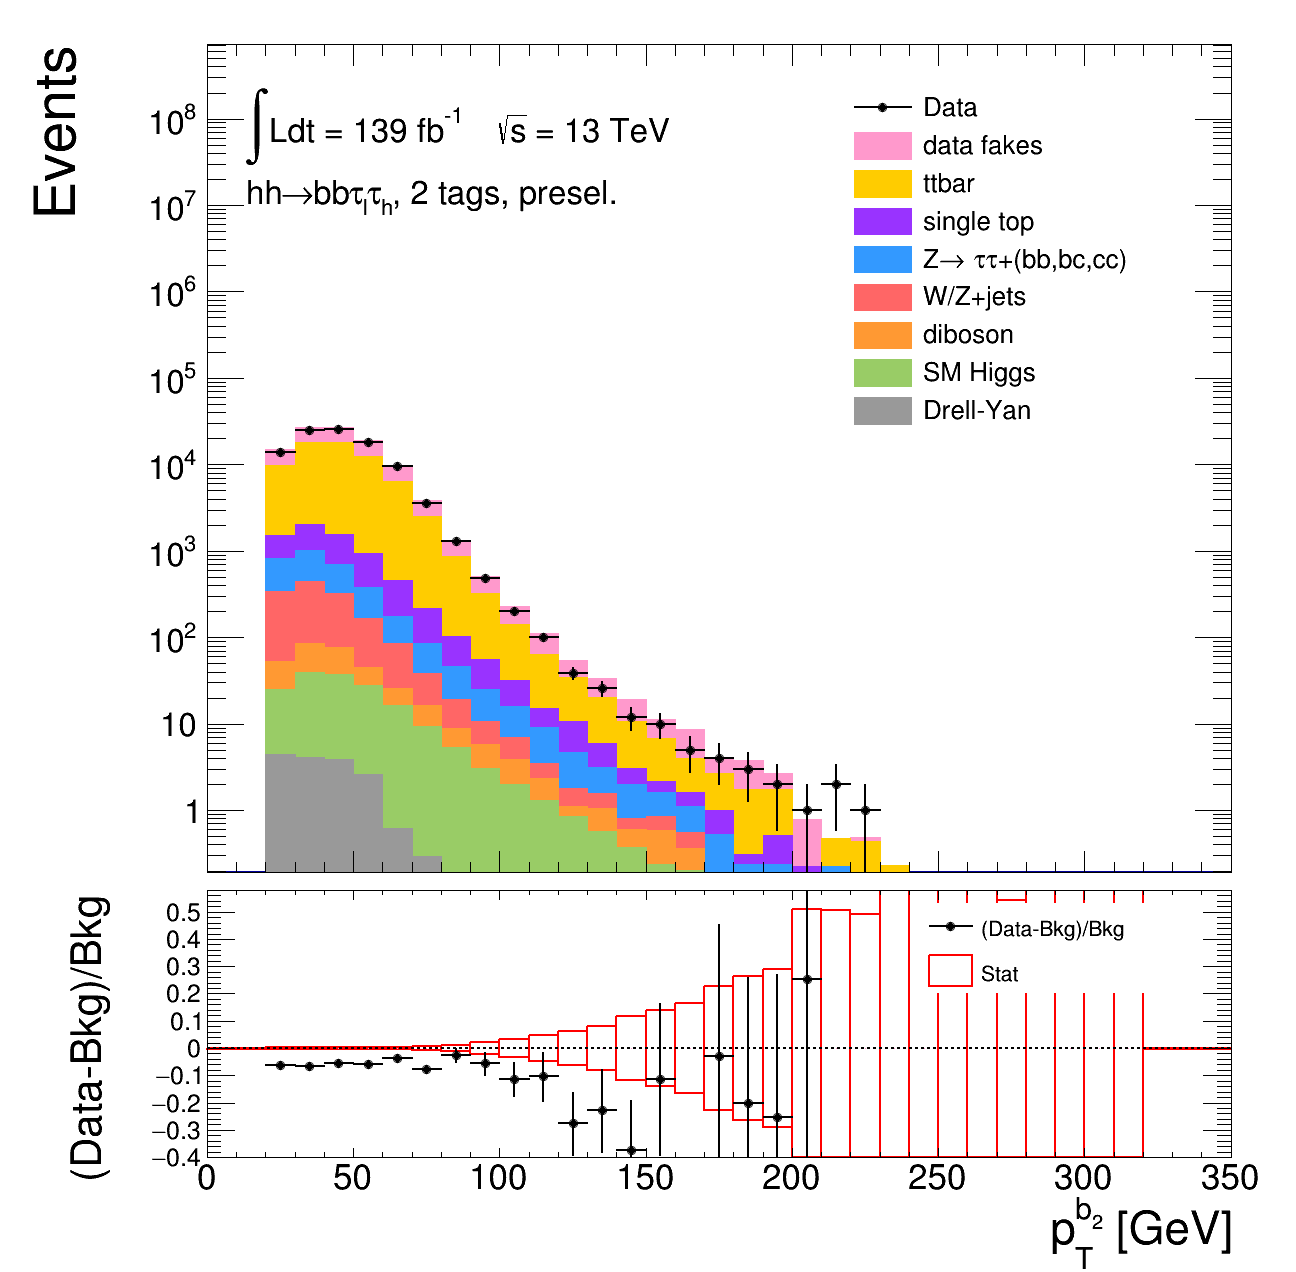 Events
10⁸
10⁷
10⁶
10⁵
10⁴
10³
10²
10
1
∫Ldt = 139 fb⁻¹ √s = 13 TeV
hh→bbτₗτₕ, 2 tags, presel.
Data
data fakes
ttbar
single top
Z→ ττ+(bb,bc,cc)
W/Z+jets
diboson
SM Higgs
Drell-Yan
(Data-Bkg)/Bkg
0.5
0.4
0.3
0.2
0.1
0
−0.1
−0.2
−0.3
−0.4
(Data-Bkg)/Bkg
Stat
0 50 100 150 200 250 300 350
p_T^{b₂} [GeV]